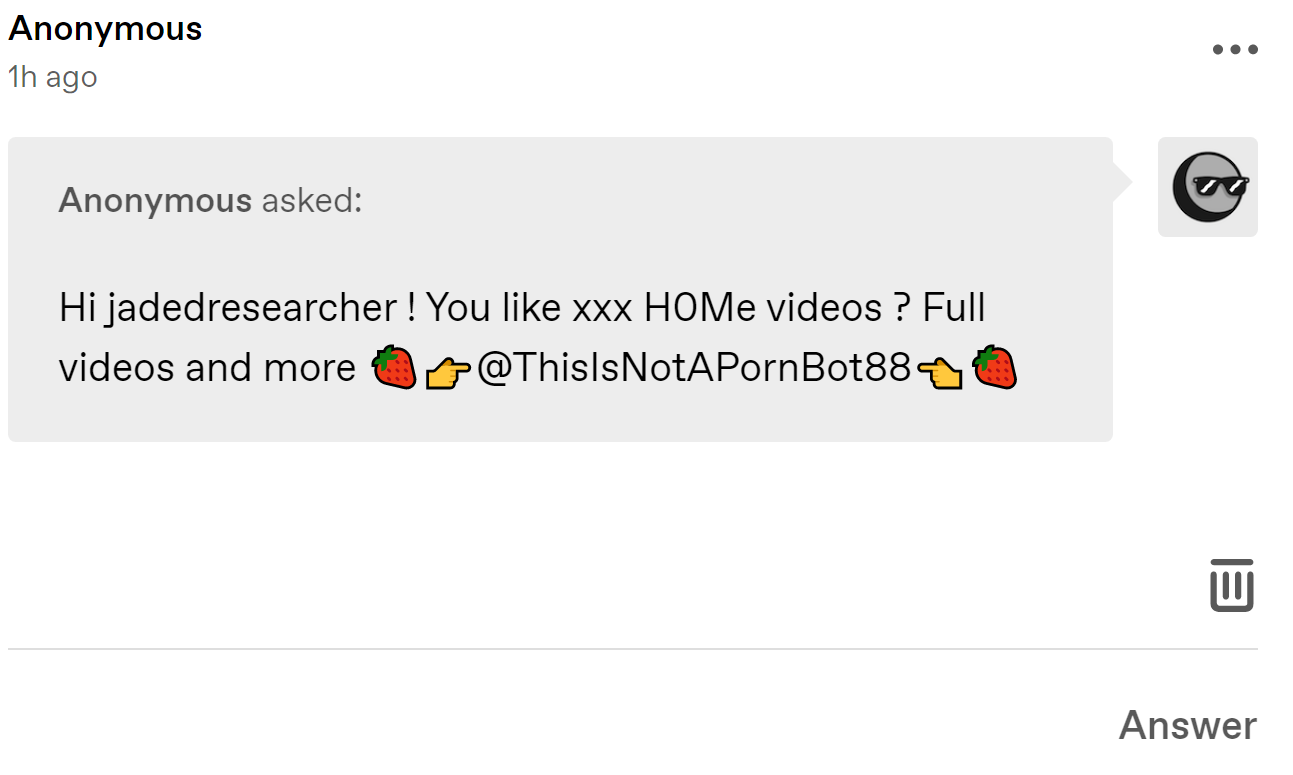 Anonymous
1h ago
Anonymous asked:
Hi jadedresearcher ! You like xxx H0Me videos ? Full
videos and more 🍓👉@ThisIsNotAPornBot88👈🍓
Answer